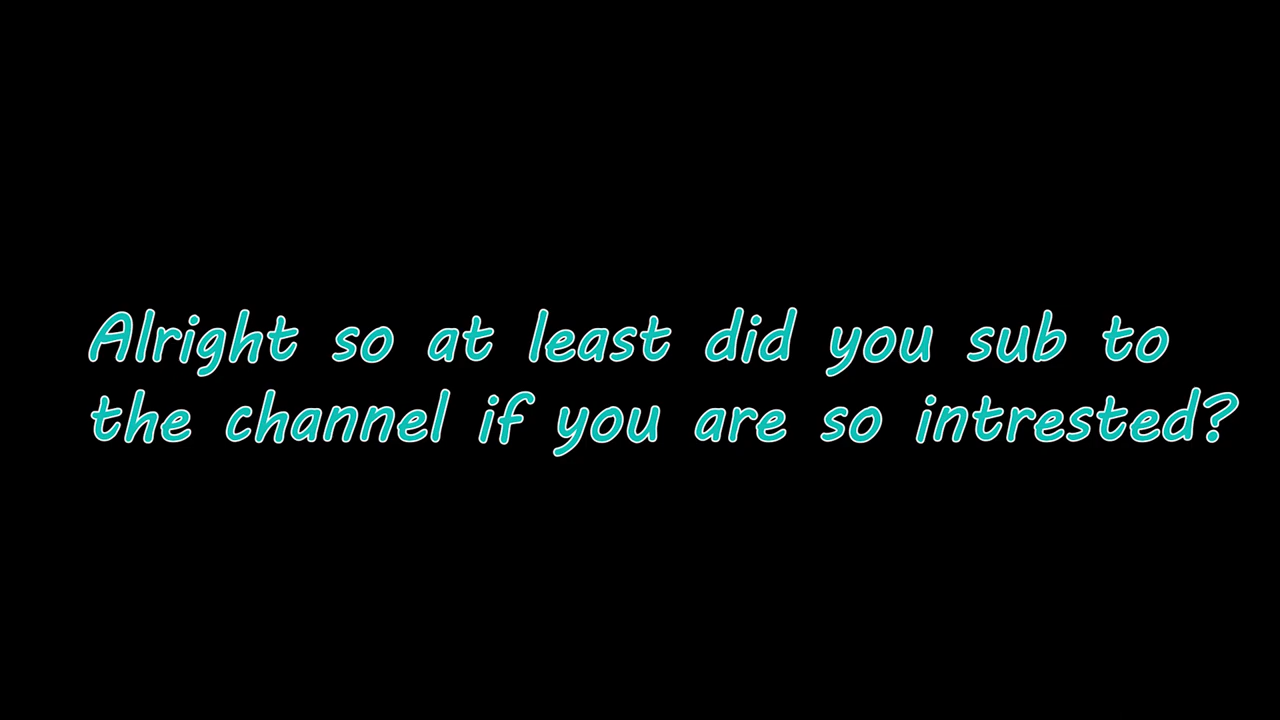 Alright so at least did you sub to
the channel if you are so intrested?